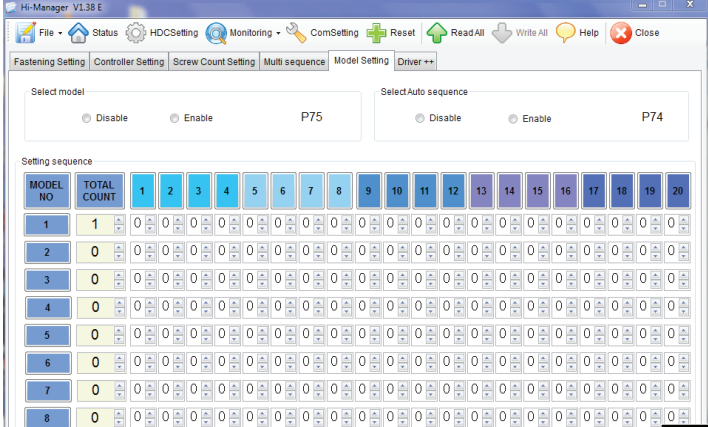 Hi-Manager V1.38 E
File Status HDCSetting Monitoring ComSetting Reset Read All Write All Help Close
Fastening Setting Controller Setting Screw Count Setting Multi sequence Model Setting Driver ++
Select model Select Auto sequence
Disable Enable P75 Disable Enable P74
Setting sequence
MODEL NO TOTAL COUNT 1 2 3 4 5 6 7 8 9 10 11 12 13 14 15 16 17 18 19 20
1 1 0 0 0 0 0 0 0 0 0 0 0 0 0 0 0 0 0 0 0 0
2 0 0 0 0 0 0 0 0 0 0 0 0 0 0 0 0 0 0 0 0 0
3 0 0 0 0 0 0 0 0 0 0 0 0 0 0 0 0 0 0 0 0 0
4 0 0 0 0 0 0 0 0 0 0 0 0 0 0 0 0 0 0 0 0 0
5 0 0 0 0 0 0 0 0 0 0 0 0 0 0 0 0 0 0 0 0 0
6 0 0 0 0 0 0 0 0 0 0 0 0 0 0 0 0 0 0 0 0 0
7 0 0 0 0 0 0 0 0 0 0 0 0 0 0 0 0 0 0 0 0 0
8 0 0 0 0 0 0 0 0 0 0 0 0 0 0 0 0 0 0 0 0 0